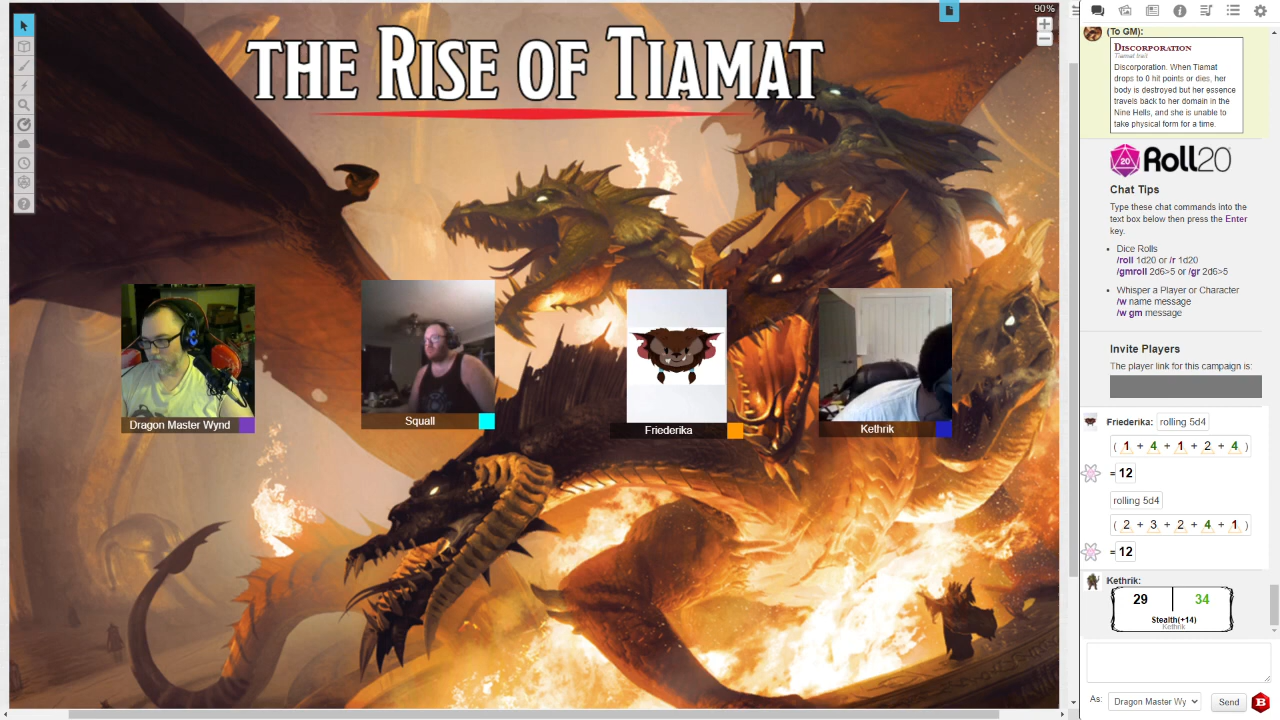 THE RISE OF TIAMAT
90%
Dragon Master Wynd
Squall
Friederika
Kethrik
(To GM):
DISCORPORATION
Discorporation. When Tiamat
drops to 0 hit points or dies, her
body is destroyed but her essence
travels back to her domain in the
Nine Hells, and she is unable to
take physical form for a time.
20 Roll20
Chat Tips
Type these chat commands into the
text box below then press the Enter
key.
Dice Rolls
/roll 1d20 or /r 1d20
/gmroll 2d6>5 or /gr 2d6>5
Whisper a Player or Character
/w name message
/w gm message
Invite Players
The player link for this campaign is:
Friederika: rolling 5d4
( 1 + 4 + 1 + 2 + 4 )
= 12
rolling 5d4
( 2 + 3 + 2 + 4 + 1 )
= 12
Kethrik:
29 34
Stealth(+14)
Kethrik
As: Dragon Master Wy Send